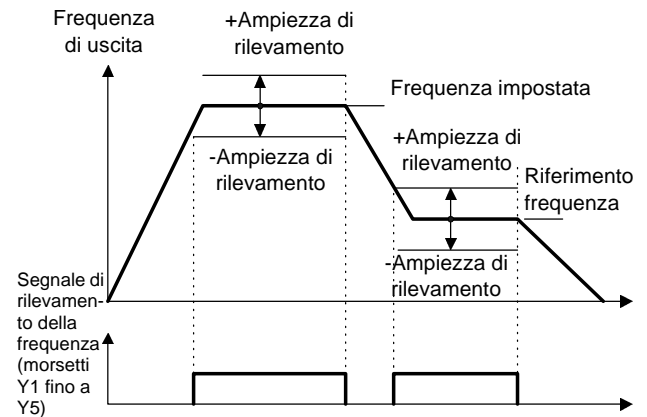 Frequenza
di uscita
+Ampiezza di
rilevamento
Frequenza impostata
-Ampiezza di
rilevamento
+Ampiezza di
rilevamento
Riferimento
frequenza
-Ampiezza di
rilevamento
Segnale di
rilevamen-
to della
frequenza
(morsetti
Y1 fino a
Y5)